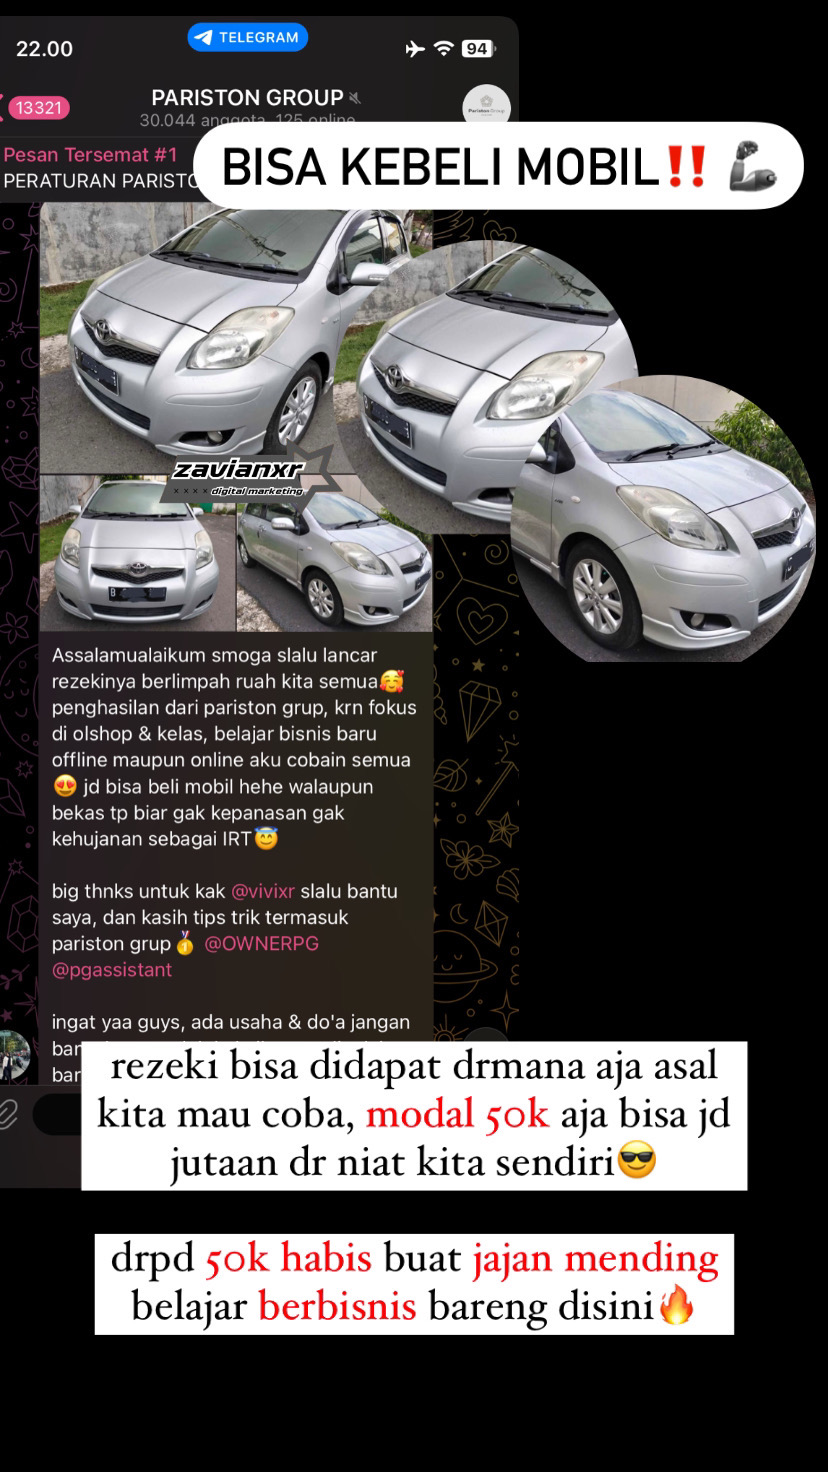 22.00
TELEGRAM
94
13321
PARISTON GROUP
30.044 anggota, 125 online
Pariston Group
Pesan Tersemat #1
PERATURAN
BISA KEBELI MOBIL‼️ 🦾
zavianxr
×××× digital marketing
B
Assalamualaikum smoga slalu lancar
rezekinya berlimpah ruah kita semua🥰
penghasilan dari pariston grup, krn fokus
di olshop & kelas, belajar bisnis baru
offline maupun online aku cobain semua
😍 jd bisa beli mobil hehe walaupun
bekas tp biar gak kepanasan gak
kehujanan sebagai IRT😇
big thnks untuk kak @vivixr slalu bantu
saya, dan kasih tips trik termasuk
pariston grup🥇 @OWNERPG
@pgassistant
ingat yaa guys, ada usaha & do'a jangan
rezeki bisa didapat drmana aja asal
kita mau coba, modal 50k aja bisa jd
jutaan dr niat kita sendiri😎
drpd 50k habis buat jajan mending
belajar berbisnis bareng disini🔥